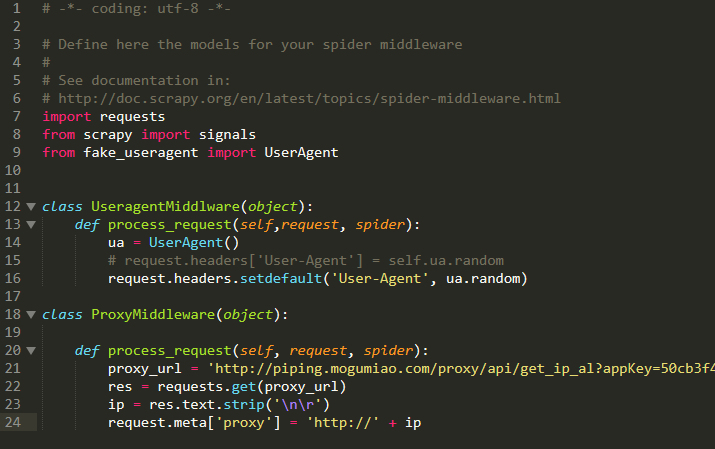 1 # -*- coding: utf-8 -*-
2
3 # Define here the models for your spider middleware
4 #
5 # See documentation in:
6 # http://doc.scrapy.org/en/latest/topics/spider-middleware.html
7 import requests
8 from scrapy import signals
9 from fake_useragent import UserAgent
10
11
12 class UseragentMiddlware(object):
13     def process_request(self,request, spider):
14         ua = UserAgent()
15         # request.headers['User-Agent'] = self.ua.random
16         request.headers.setdefault('User-Agent', ua.random)
17
18 class ProxyMiddleware(object):
19
20     def process_request(self, request, spider):
21         proxy_url = 'http://piping.mogumiao.com/proxy/api/get_ip_al?appKey=50cb3f4
22         res = requests.get(proxy_url)
23         ip = res.text.strip('\n\r')
24         request.meta['proxy'] = 'http://' + ip